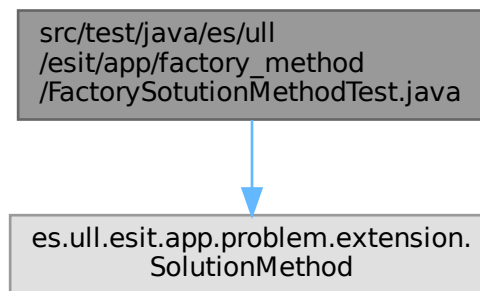 src/test/java/es/ull
/esit/app/factory_method
/FactorySotutionMethodTest.java
es.ull.esit.app.problem.extension.
SolutionMethod